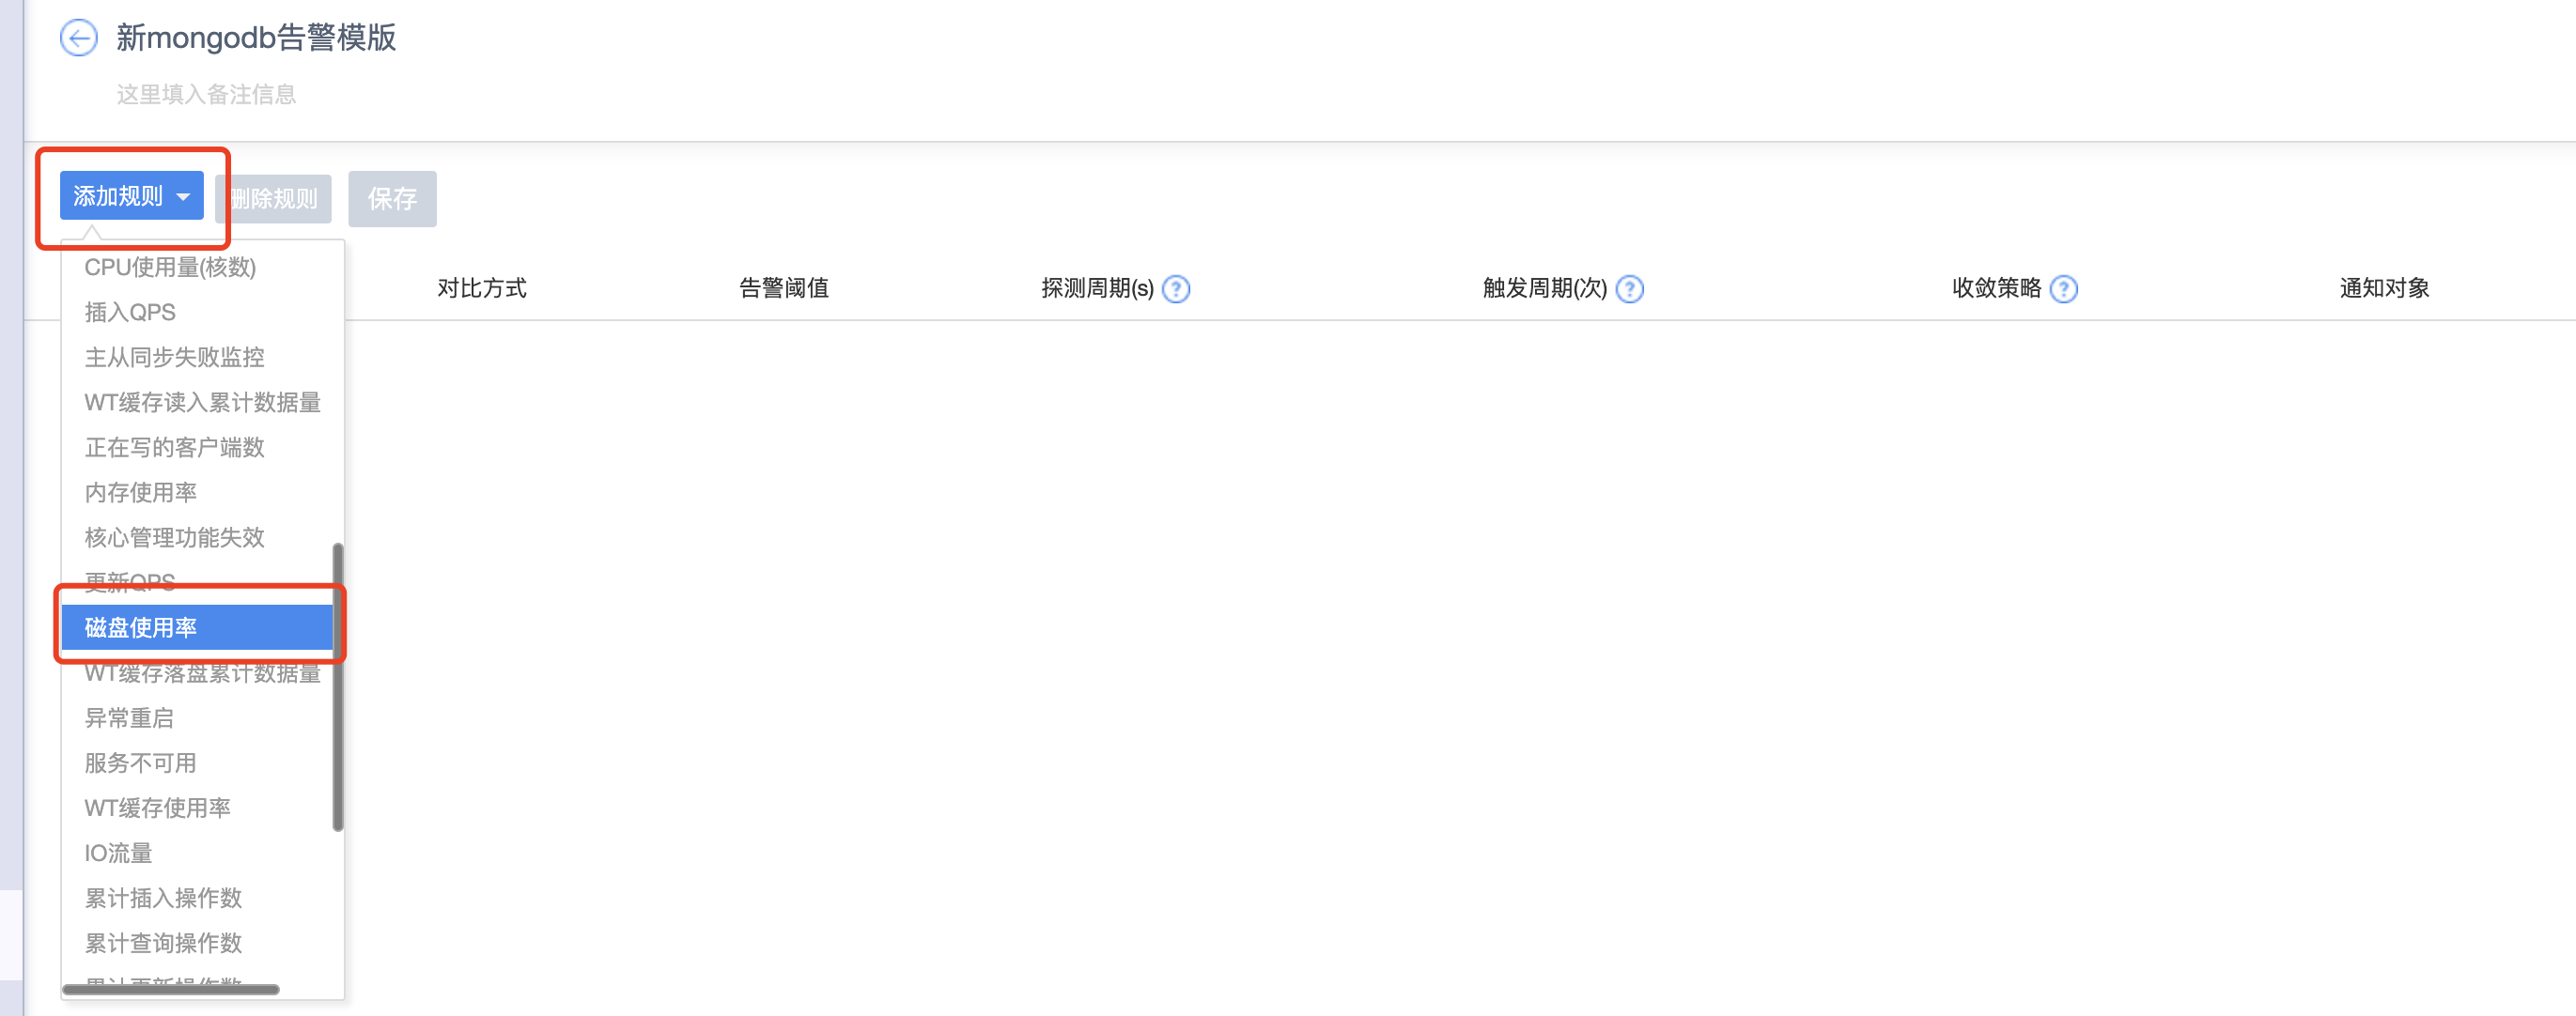 新mongodb告警模版
这里填入备注信息
添加规则 删除规则 保存
对比方式 告警阈值 探测周期(s) ? 触发周期(次) ? 收敛策略 ? 通知对象
CPU使用量(核数)
插入QPS
主从同步失败监控
WT缓存读入累计数据量
正在写的客户端数
内存使用率
核心管理功能失效
更新QPS
磁盘使用率
WT缓存落盘累计数据量
异常重启
服务不可用
WT缓存使用率
IO流量
累计插入操作数
累计查询操作数
累计更新操作数